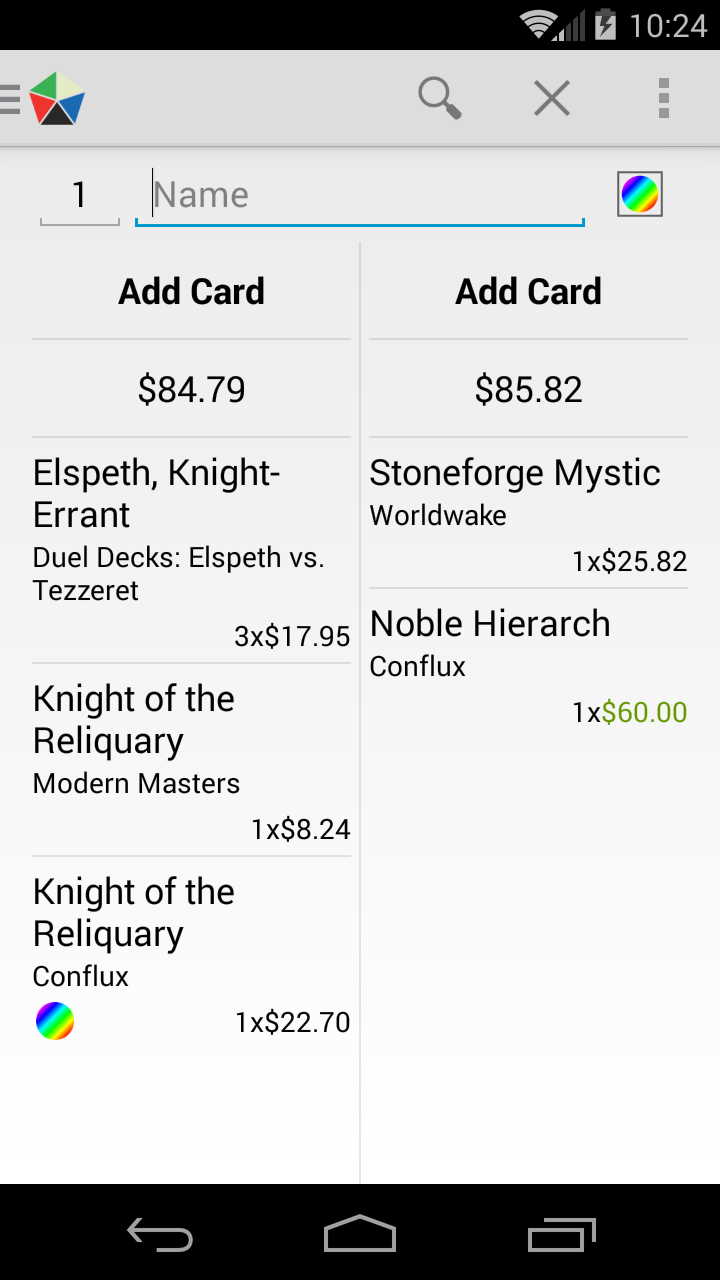 10:24
1
Name
Add Card
$84.79
Elspeth, Knight-
Errant
Duel Decks: Elspeth vs.
Tezzeret
3x$17.95
Knight of the
Reliquary
Modern Masters
1x$8.24
Knight of the
Reliquary
Conflux
1x$22.70
Add Card
$85.82
Stoneforge Mystic
Worldwake
1x$25.82
Noble Hierarch
Conflux
1x$60.00